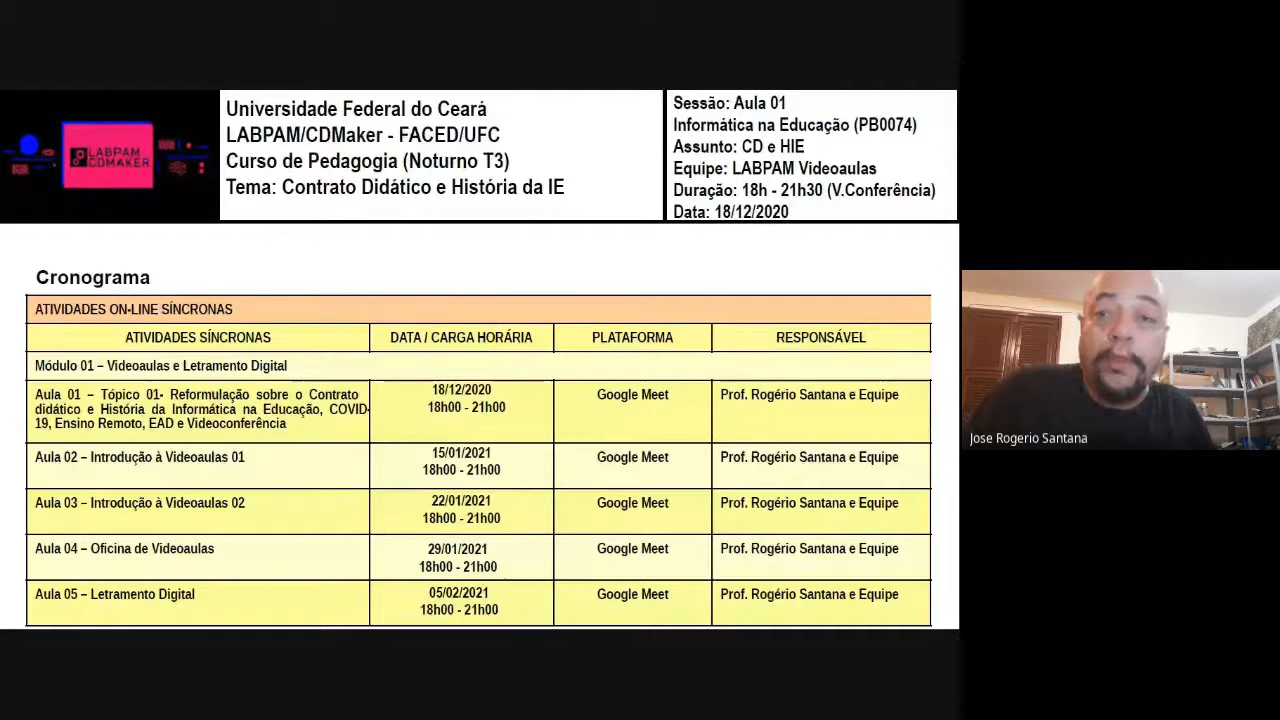 LABPAM
CDMAKER
Universidade Federal do Ceará
LABPAM/CDMaker - FACED/UFC
Curso de Pedagogia (Noturno T3)
Tema: Contrato Didático e História da IE
Sessão: Aula 01
Informática na Educação (PB0074)
Assunto: CD e HIE
Equipe: LABPAM Videoaulas
Duração: 18h - 21h30 (V.Conferência)
Data: 18/12/2020
Cronograma
ATIVIDADES ON-LINE SÍNCRONAS
ATIVIDADES SÍNCRONAS DATA / CARGA HORÁRIA PLATAFORMA RESPONSÁVEL
Módulo 01 – Videoaulas e Letramento Digital
Aula 01 – Tópico 01- Reformulação sobre o Contrato
didático e História da Informática na Educação, COVID-
19, Ensino Remoto, EAD e Videoconferência
18/12/2020
18h00 - 21h00
Google Meet
Prof. Rogério Santana e Equipe
Aula 02 – Introdução à Videoaulas 01
15/01/2021
18h00 - 21h00
Google Meet
Prof. Rogério Santana e Equipe
Aula 03 – Introdução à Videoaulas 02
22/01/2021
18h00 - 21h00
Google Meet
Prof. Rogério Santana e Equipe
Aula 04 – Oficina de Videoaulas
29/01/2021
18h00 - 21h00
Google Meet
Prof. Rogério Santana e Equipe
Aula 05 – Letramento Digital
05/02/2021
18h00 - 21h00
Google Meet
Prof. Rogério Santana e Equipe
Jose Rogerio Santana